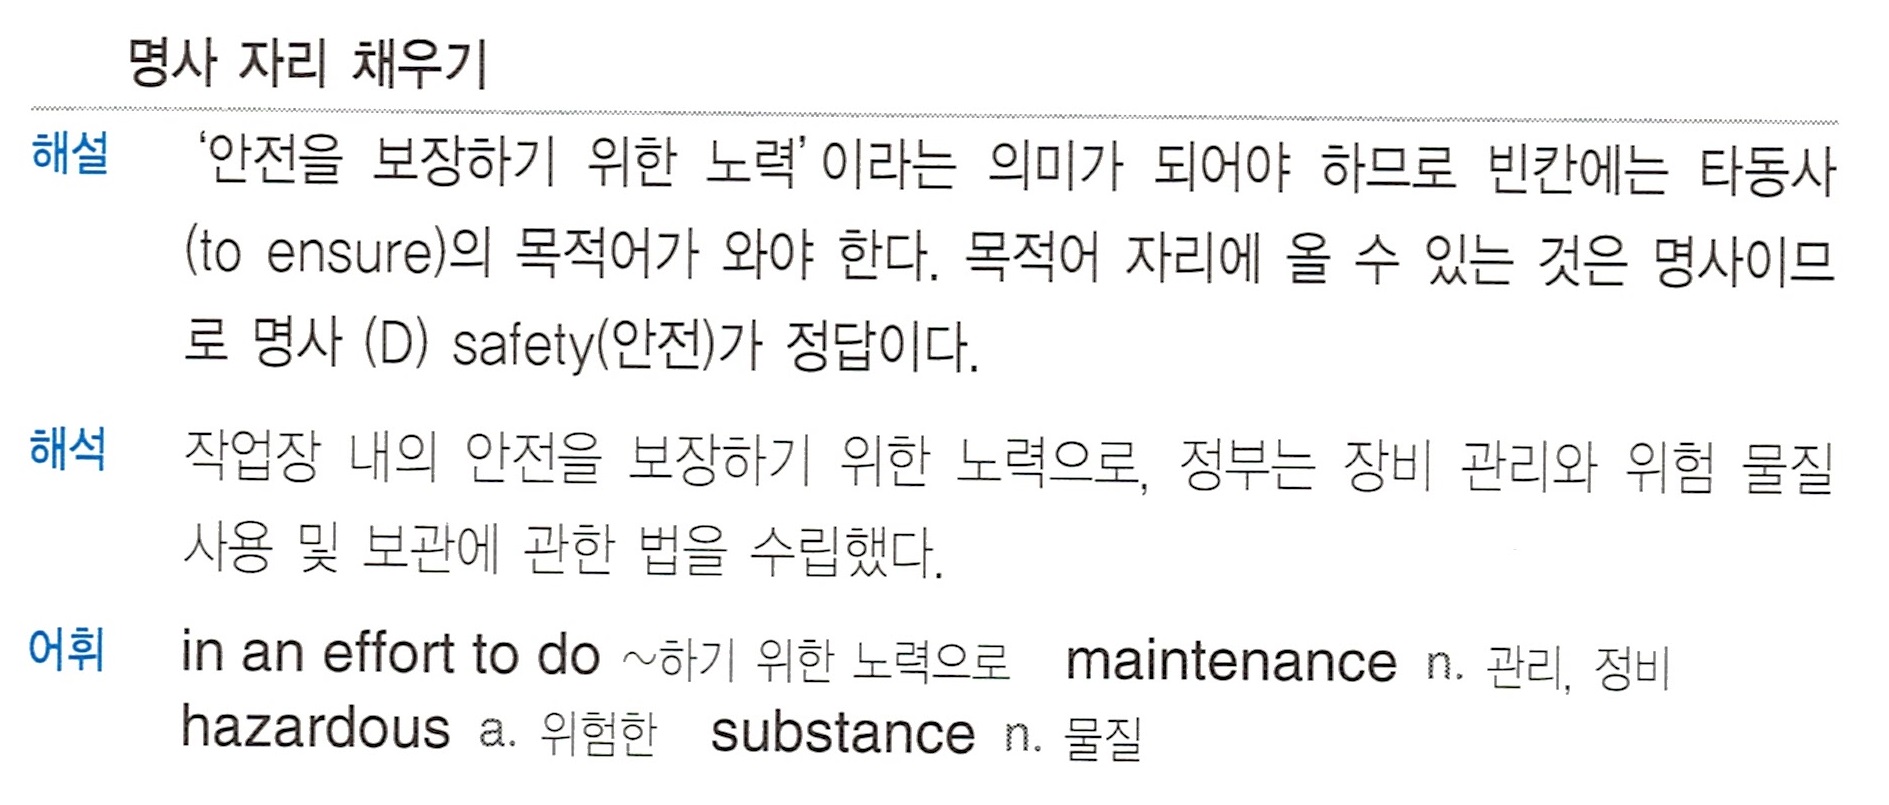 명사 자리 채우기
해설 ‘안전을 보장하기 위한 노력’이라는 의미가 되어야 하므로 빈칸에는 타동사
(to ensure)의 목적어가 와야 한다. 목적어 자리에 올 수 있는 것은 명사이므
로 명사 (D) safety(안전)가 정답이다.
해석 작업장 내의 안전을 보장하기 위한 노력으로, 정부는 장비 관리와 위험 물질
사용 및 보관에 관한 법을 수립했다.
어휘 in an effort to do ~하기 위한 노력으로 maintenance n. 관리, 정비
hazardous a. 위험한 substance n. 물질